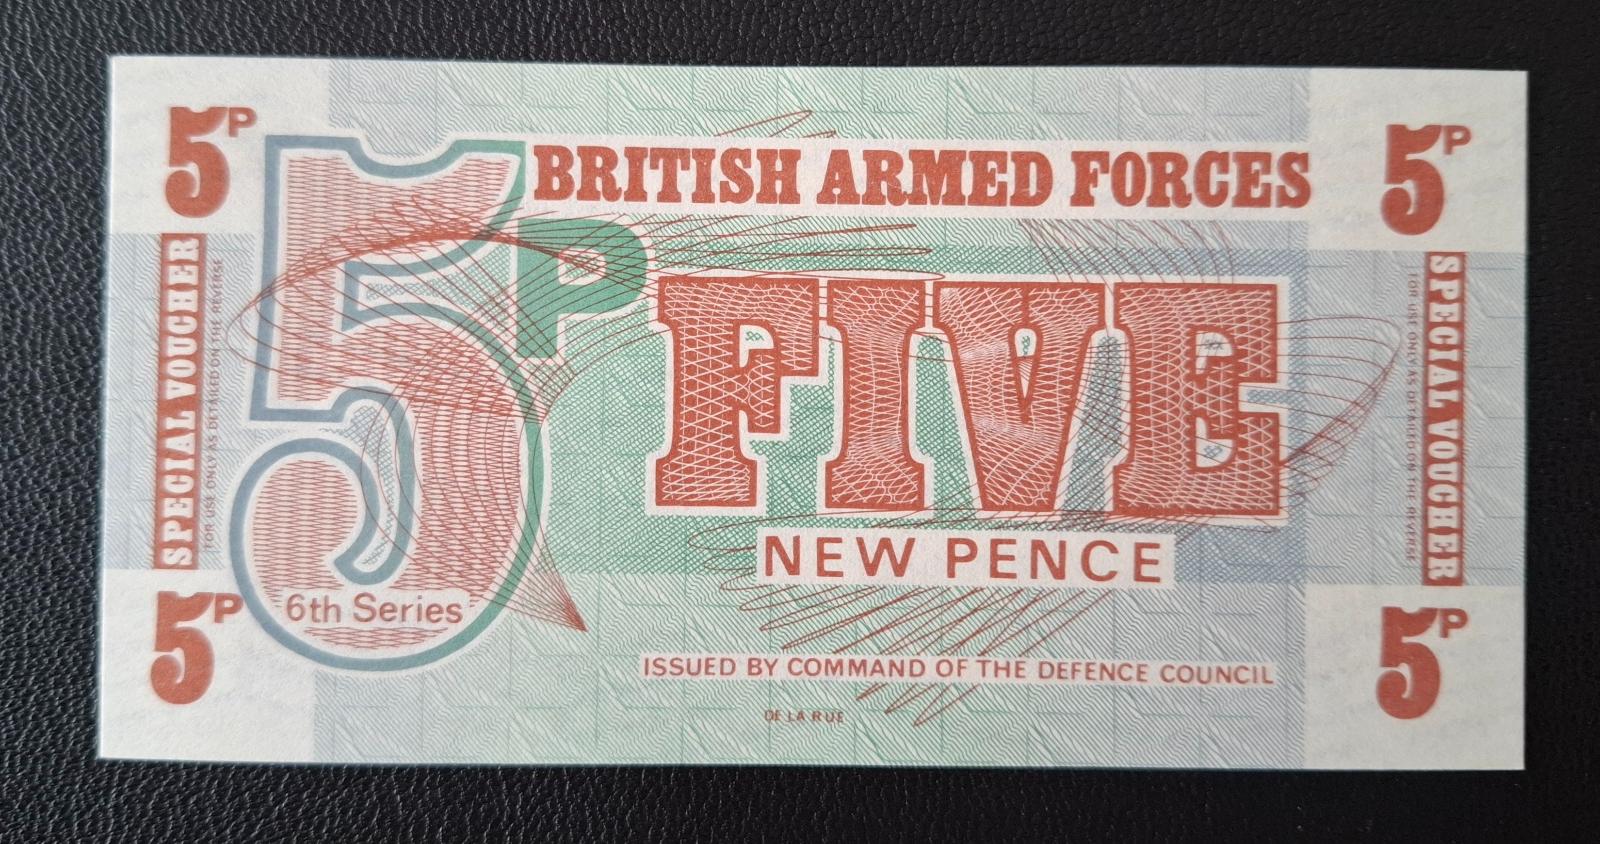 5P
BRITISH ARMED FORCES
5P
5P
SPECIAL VOUCHER
FOR USE ONLY AS DETAILED ON THE REVERSE
FIVE
NEW PENCE
SPECIAL VOUCHER
FOR USE ONLY AS DETAILED ON THE REVERSE
5P
6th Series
5P
ISSUED BY COMMAND OF THE DEFENCE COUNCIL
DE LA RUE